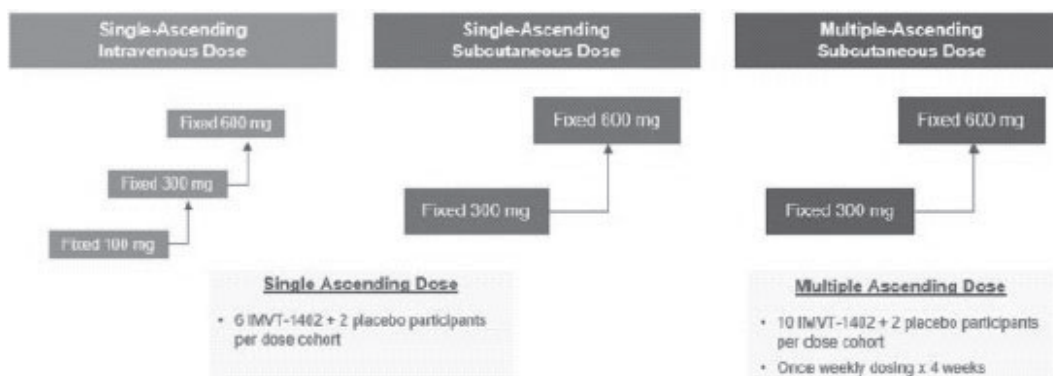 Single-Ascending
Intravenous Dose
Single-Ascending
Subcutaneous Dose
Multiple-Ascending
Subcutaneous Dose
Fixed 600 mg
Fixed 300 mg
Fixed 100 mg
Fixed 600 mg
Fixed 300 mg
Fixed 600 mg
Fixed 300 mg
Single Ascending Dose
• 6 IMVT-1402 + 2 placebo participants
per dose cohort
Multiple Ascending Dose
• 10 IMVT-1402 + 2 placebo participants
per dose cohort
• Once weekly dosing x 4 weeks